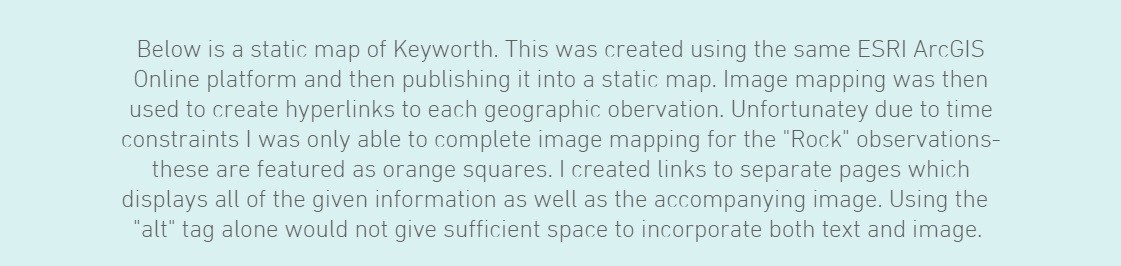 Below is a static map of Keyworth. This was created using the same ESRI ArcGIS
Online platform and then publishing it into a static map. Image mapping was then
used to create hyperlinks to each geographic obervation. Unfortunatey due to time
constraints I was only able to complete image mapping for the "Rock" observations-
these are featured as orange squares. I created links to separate pages which
displays all of the given information as well as the accompanying image. Using the
"alt" tag alone would not give sufficient space to incorporate both text and image.